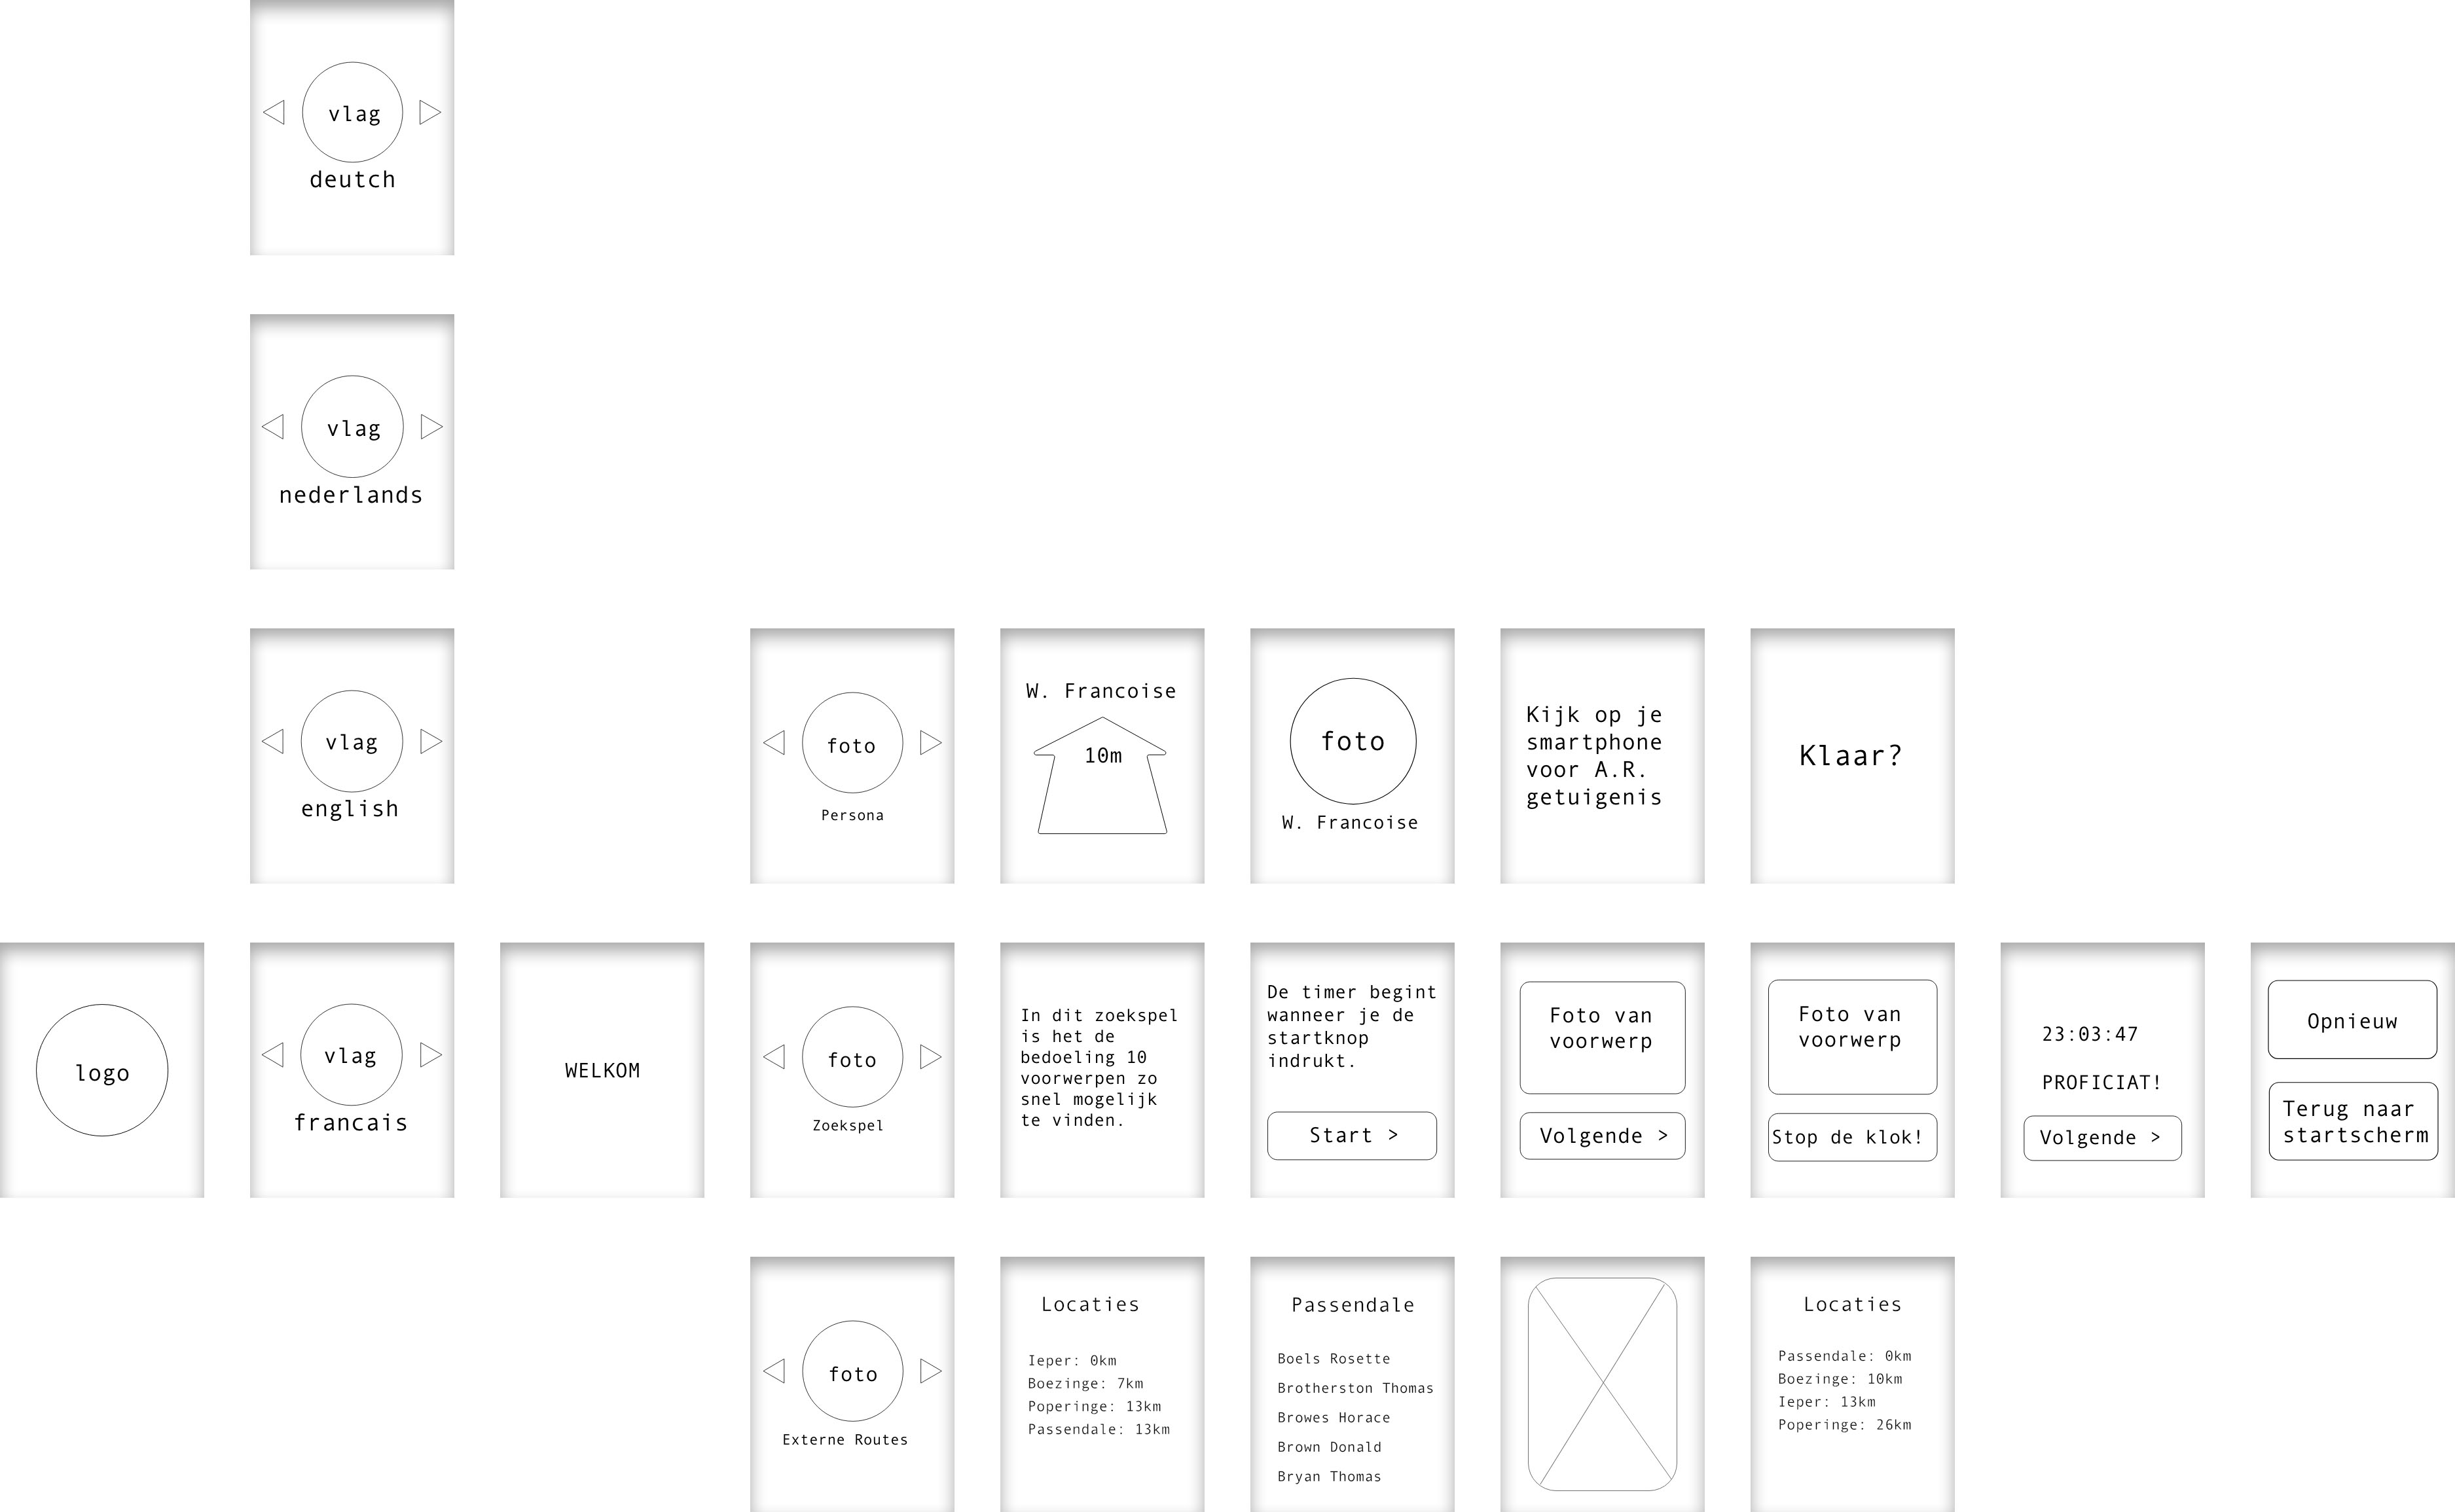 vlag
deutch
vlag
nederlands
vlag
english
foto
Persona
W. Francoise
10m
foto
W. Francoise
Kijk op je
smartphone
voor A.R.
getuigenis
Klaar?
logo
vlag
francais
WELKOM
foto
Zoekspel
In dit zoekspel
is het de
bedoeling 10
voorwerpen zo
snel mogelijk
te vinden.
De timer begint
wanneer je de
startknop
indrukt.
Start >
Foto van
voorwerp
Volgende >
Foto van
voorwerp
Stop de klok!
23:03:47
PROFICIAT!
Volgende >
Opnieuw
Terug naar
startscherm
foto
Externe Routes
Locaties
Ieper: 0km
Boezinge: 7km
Poperinge: 13km
Passendale: 13km
Passendale
Boels Rosette
Brotherston Thomas
Browes Horace
Brown Donald
Bryan Thomas
Locaties
Passendale: 0km
Boezinge: 10km
Ieper: 13km
Poperinge: 26km